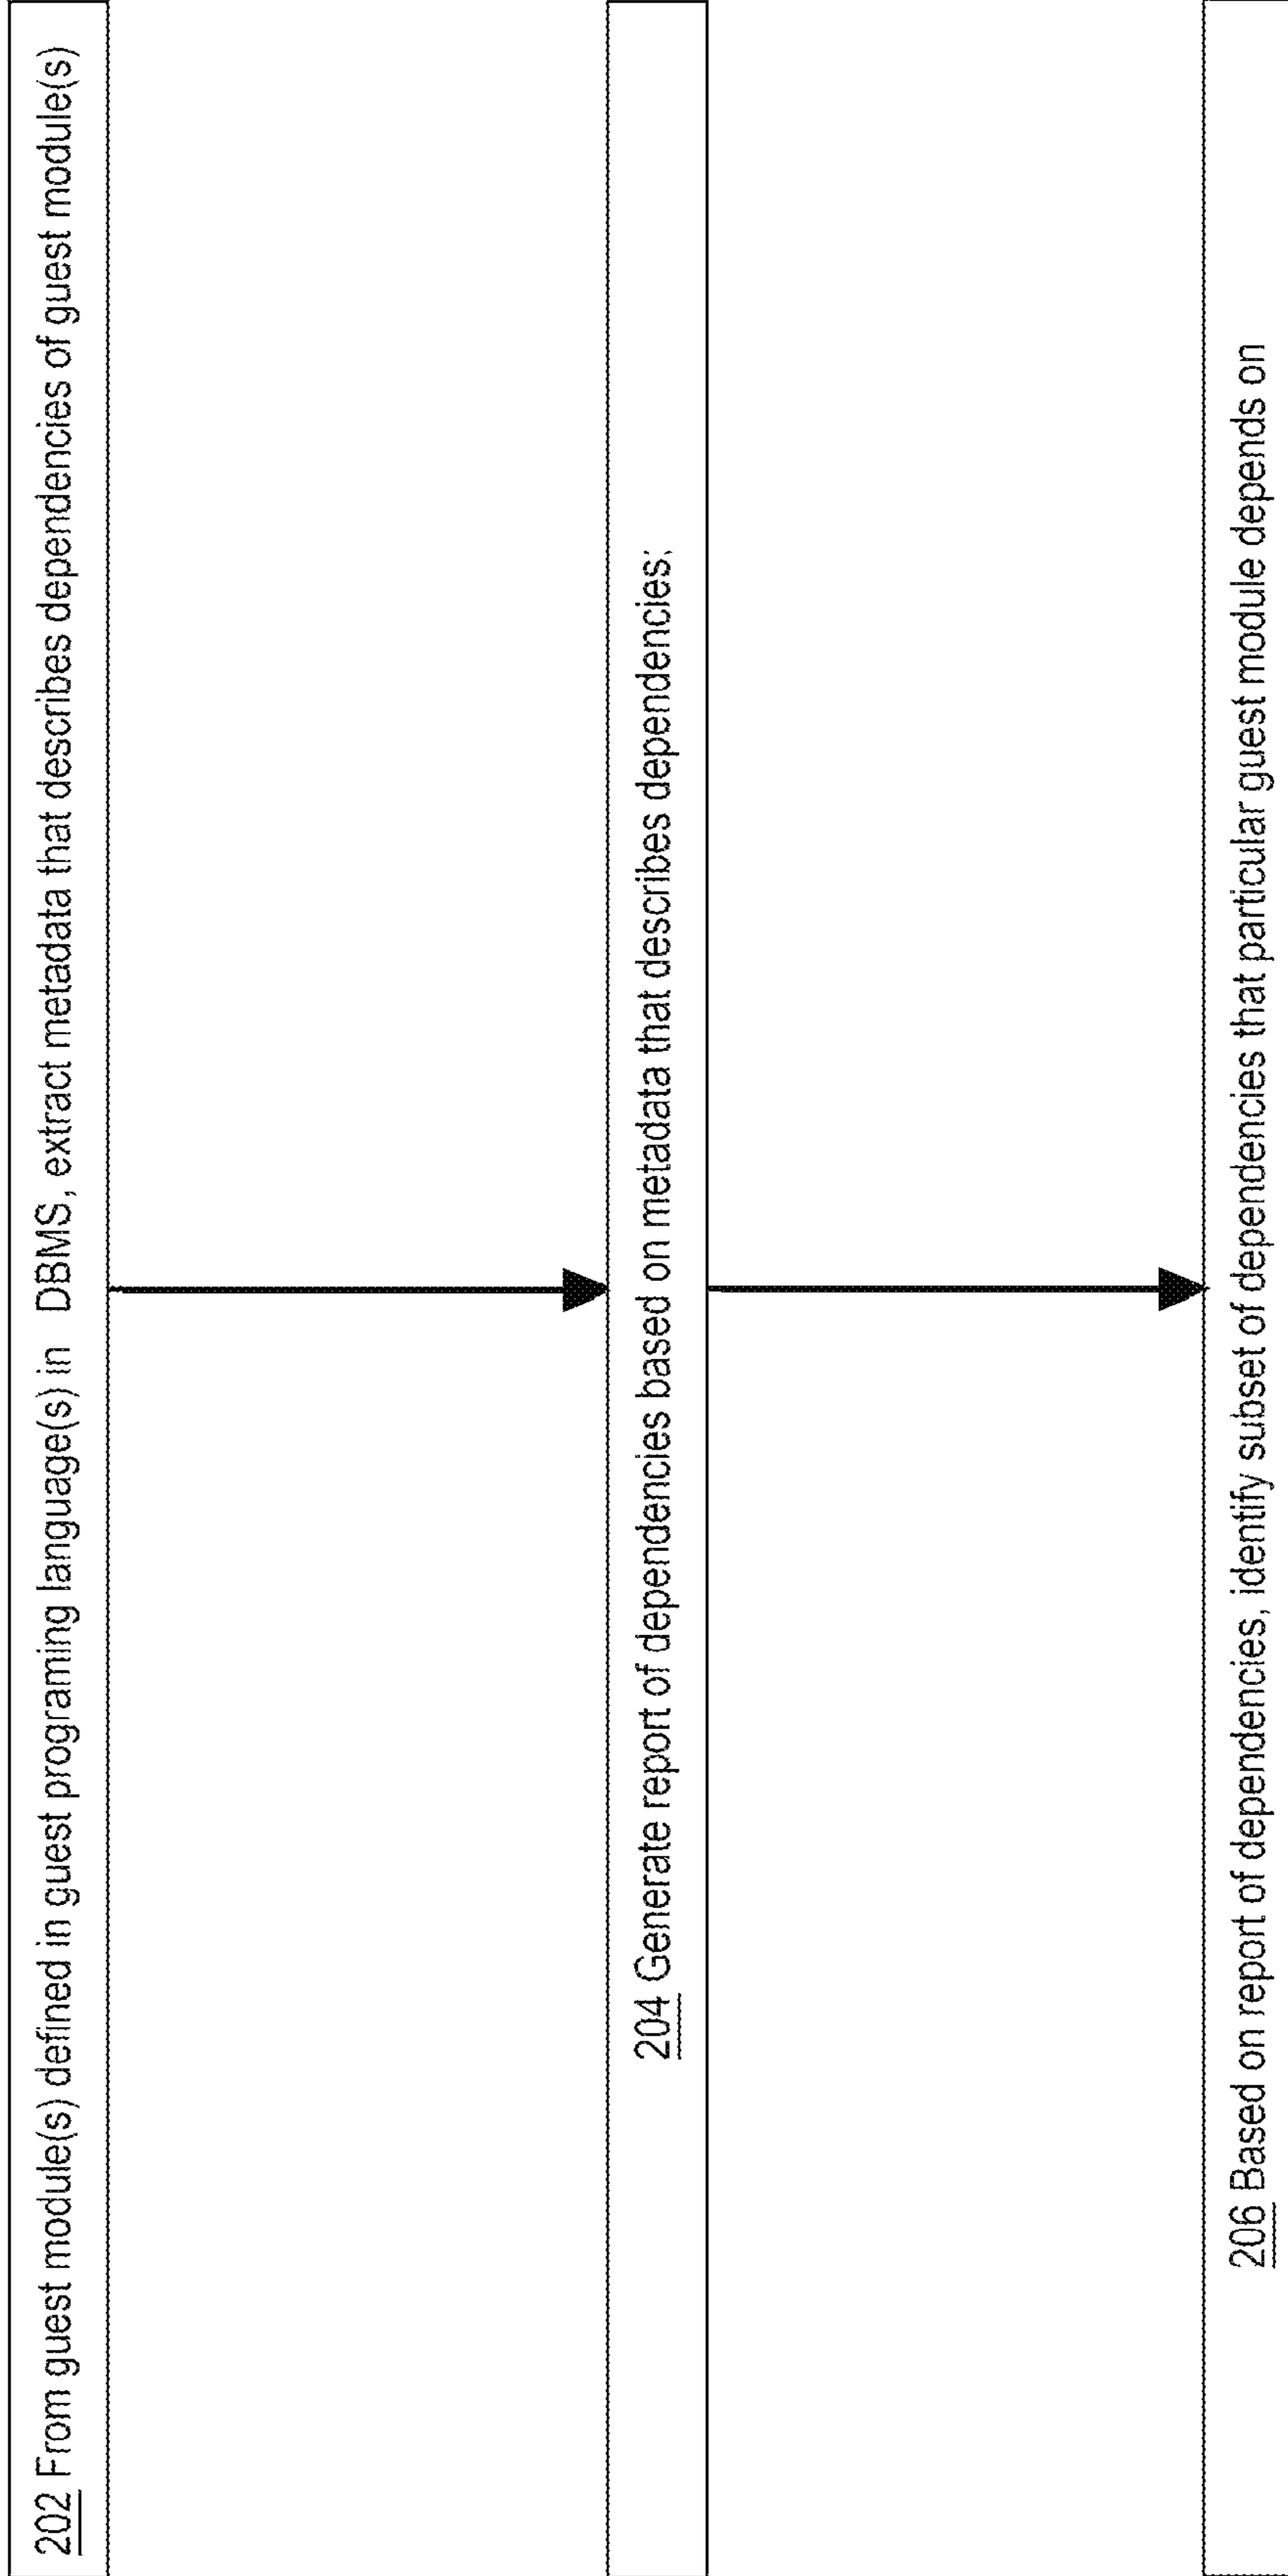 202 From guest module(s) defined in guest programing language(s) in DBMS, extract metadata that describes dependencies of guest module(s)
204 Generate report of dependencies based on metadata that describes dependencies;
206 Based on report of dependencies, identify subset of dependencies that particular guest module depends on